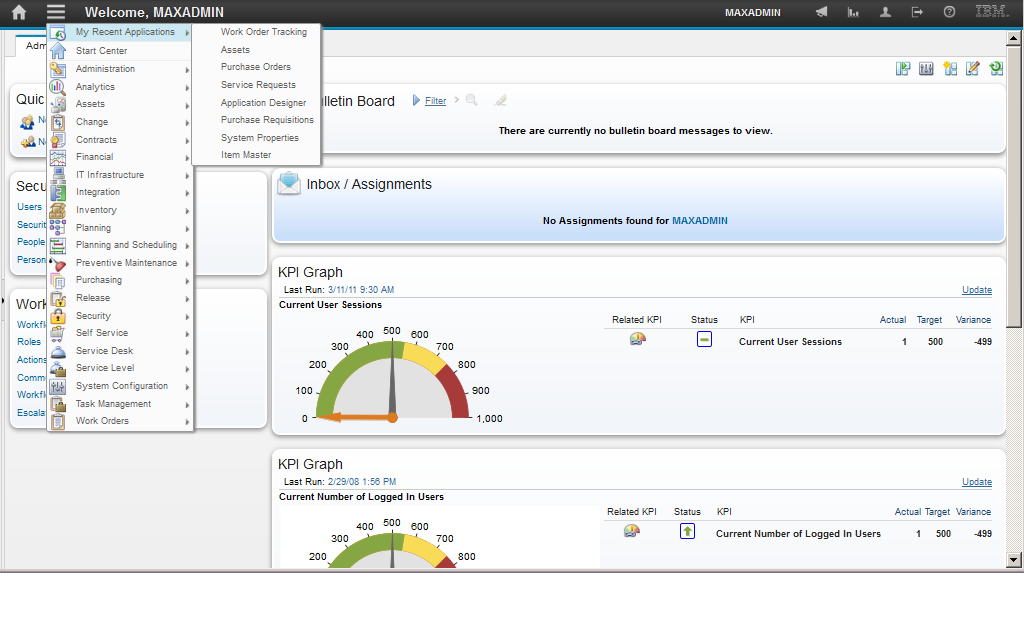 Welcome, MAXADMIN
MAXADMIN
IBM.
My Recent Applications
Start Center
Administration
Analytics
Assets
Change
Contracts
Financial
IT Infrastructure
Integration
Inventory
Planning
Planning and Scheduling
Preventive Maintenance
Purchasing
Release
Security
Self Service
Service Desk
Service Level
System Configuration
Task Management
Work Orders
Work Order Tracking
Assets
Purchase Orders
Service Requests
Application Designer
Purchase Requisitions
System Properties
Item Master
Adm
Quic
Ne
Ne
Secu
Users
Securit
People
Person
Work
Workfl
Roles
Actions
Comm
Workfl
Escala
lletin Board
Filter
There are currently no bulletin board messages to view.
Inbox / Assignments
No Assignments found for MAXADMIN
KPI Graph
Last Run: 3/11/11 9:30 AM
Update
Current User Sessions
0 100 200 300 400 500 600 700 800 900 1,000
Related KPI Status KPI Actual Target Variance
Current User Sessions 1 500 -499
KPI Graph
Last Run: 2/29/08 1:56 PM
Update
Current Number of Logged In Users
200 300 400 500 600 700 800
Related KPI Status KPI Actual Target Variance
Current Number of Logged In Users 1 500 -499